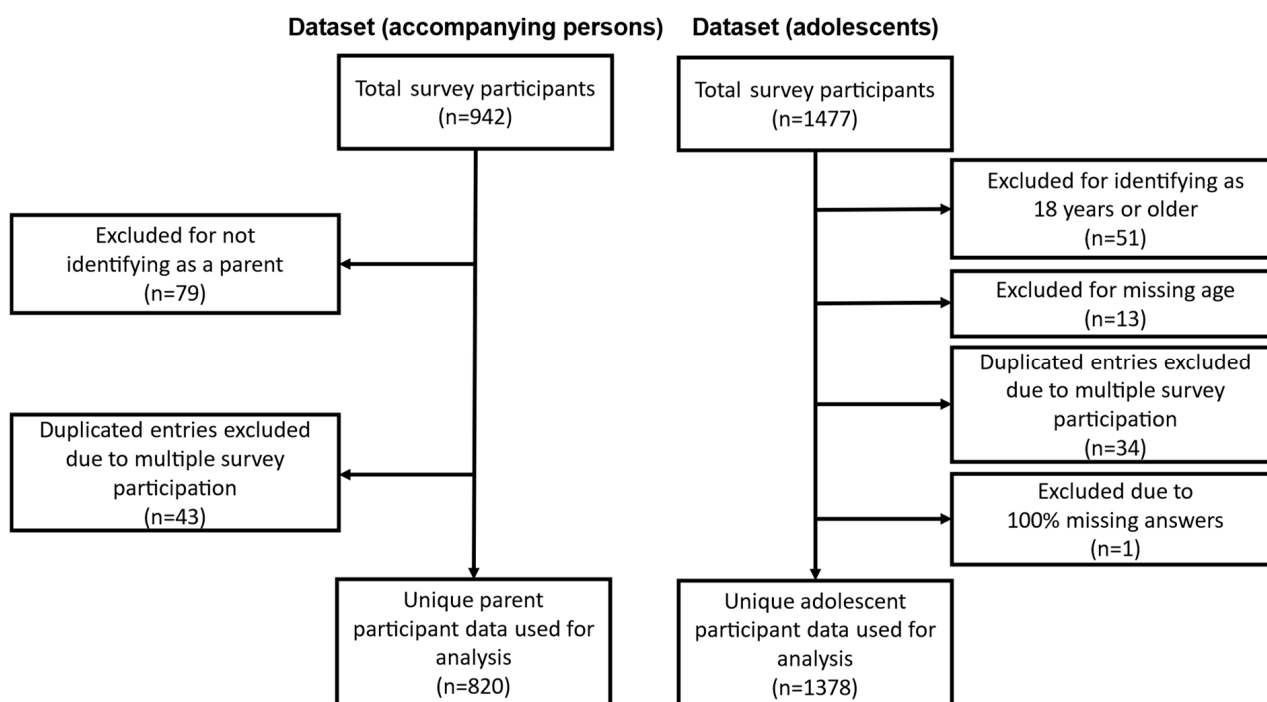 Dataset (accompanying persons)
Total survey participants
(n=942)
Excluded for not
identifying as a parent
(n=79)
Duplicated entries excluded
due to multiple survey
participation
(n=43)
Unique parent
participant data used for
analysis
(n=820)
Dataset (adolescents)
Total survey participants
(n=1477)
Excluded for identifying as
18 years or older
(n=51)
Excluded for missing age
(n=13)
Duplicated entries excluded
due to multiple survey
participation
(n=34)
Excluded due to
100% missing answers
(n=1)
Unique adolescent
participant data used for
analysis
(n=1378)